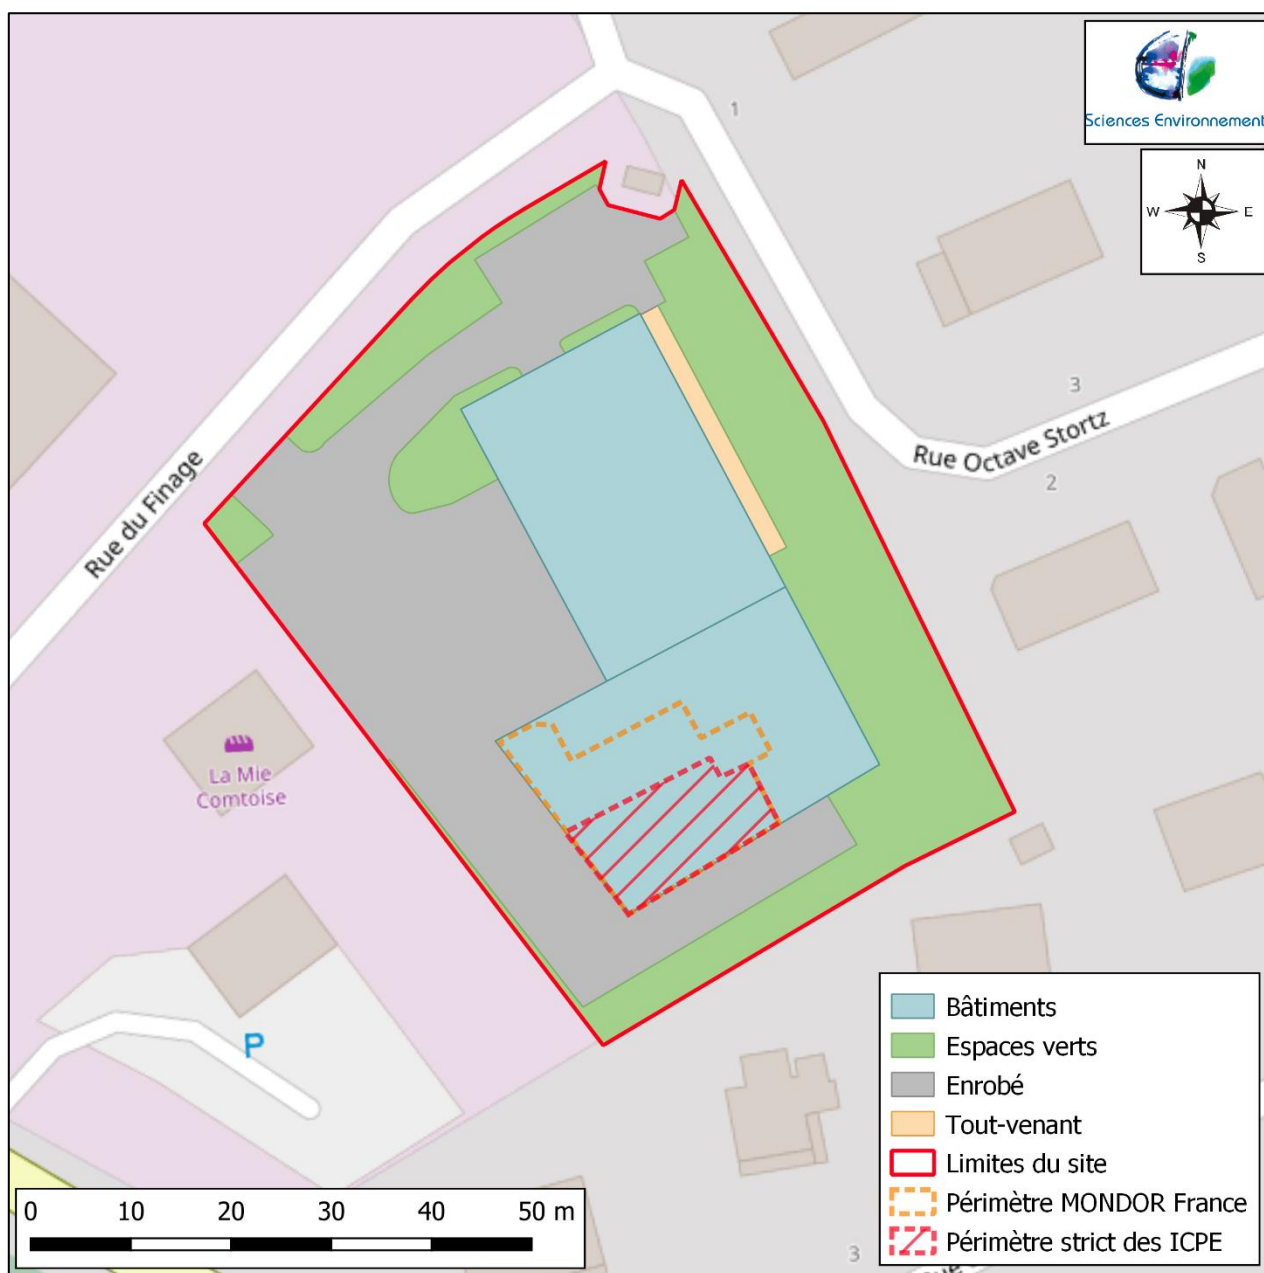 Sciences Environnement
N
W
E
S
1
3
Rue Octave Stortz
2
Rue du Finage
La Mie
Comtoise
P
Bâtiments
Espaces verts
Enrobé
Tout-venant
Limites du site
Périmètre MONDOR France
Périmètre strict des ICPE
0 10 20 30 40 50 m
3
Rue